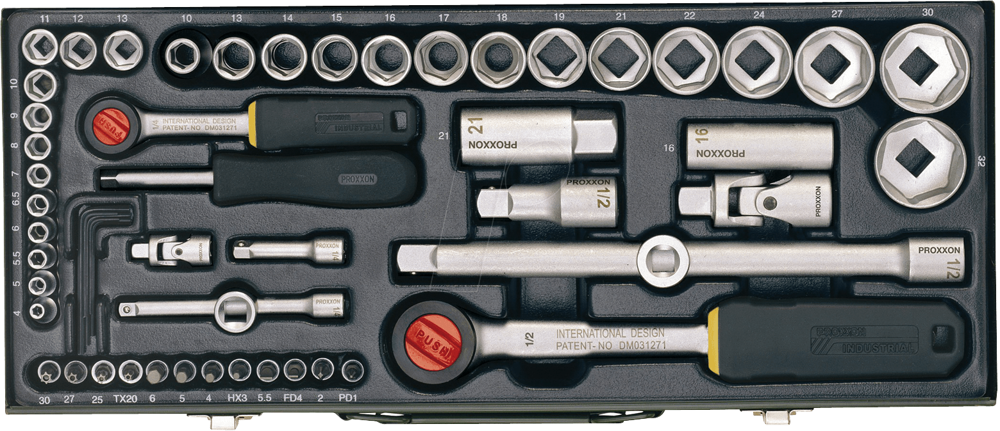 11 12 13 10 13 14 15 16 17 18 19 21 22 24 27 30
10
9
8
7
6.5
6
5.5
5
4
PUSH
1/4
INTERNATIONAL DESIGN
PATENT-NO DM031271
PROXXON
INDUSTRIAL
PROXXON
PROXXON
PROXXON
1/4
PROXXON
1/4
21
21
PROXXON
PROXXON
1/2
16
16
PROXXON
PROXXON
32
PROXXON
1/2
PUSH
1/2
INTERNATIONAL DESIGN
PATENT-NO DM031271
PROXXON
INDUSTRIAL
30 27 25 TX20 6 5 4 HX3 5.5 FD4 2 PD1